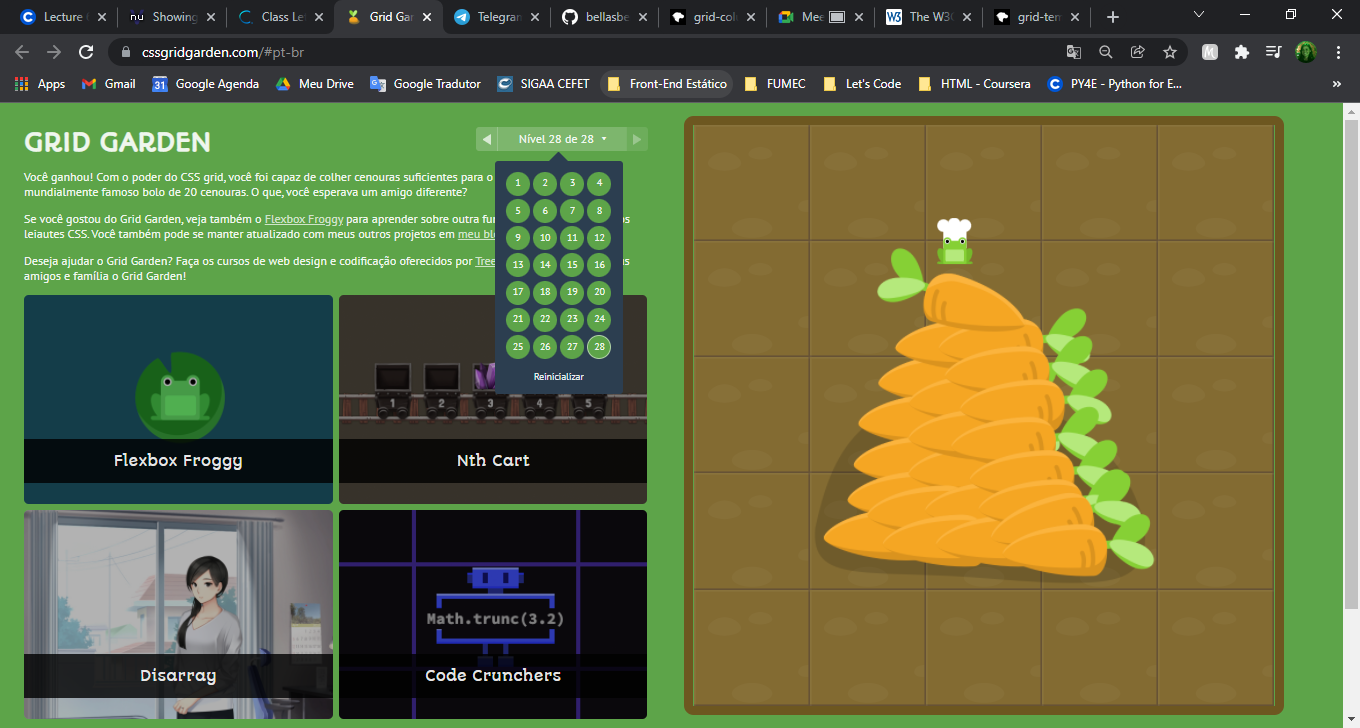 Lecture
Showing
Class Le
Grid Gar
Telegram
bellasbe
grid-col
Mee
W3
The W3C
grid-tem
cssgridgarden.com/#pt-br
M
Apps
Gmail
31
Google Agenda
Meu Drive
Google Tradutor
SIGAA CEFET
Front-End Estático
FUMEC
Let's Code
HTML - Coursera
PY4E - Python for E...
»
GRID GARDEN
Nível 28 de 28
Você ganhou! Com o poder do CSS grid, você foi capaz de colher cenouras suficientes para o
mundialmente famoso bolo de 20 cenouras. O que, você esperava um amigo diferente?
Se você gostou do Grid Garden, veja também o Flexbox Froggy para aprender sobre outra fu os
leiautes CSS. Você também pode se manter atualizado com meus outros projetos em meu bl
Deseja ajudar o Grid Garden? Faça os cursos de web design e codificação oferecidos por Tree us
amigos e família o Grid Garden!
1 2 3 4
5 6 7 8
9 10 11 12
13 14 15 16
17 18 19 20
21 22 23 24
25 26 27 28
Reinicializar
1 2 3 4 5
Flexbox Froggy
Nth Cart
Math.trunc(3.2)
Disarray
Code Crunchers